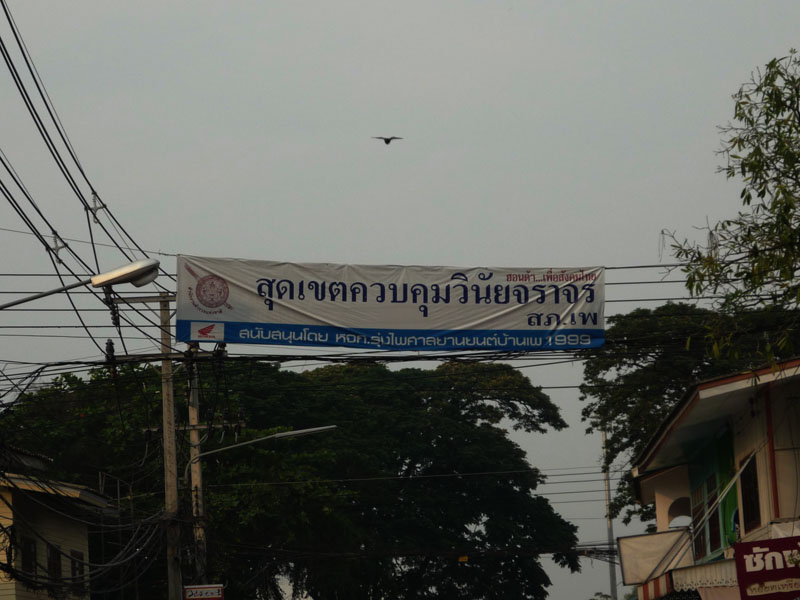 ฮอนด้า...เพื่อสังคมไทย
สุดเขตควบคุมวินัยจราจร
สภ.เพ
สนับสนุนโดย หจก.รุ่งไพศาลยานยนต์บ้านเพ 1999
HONDA